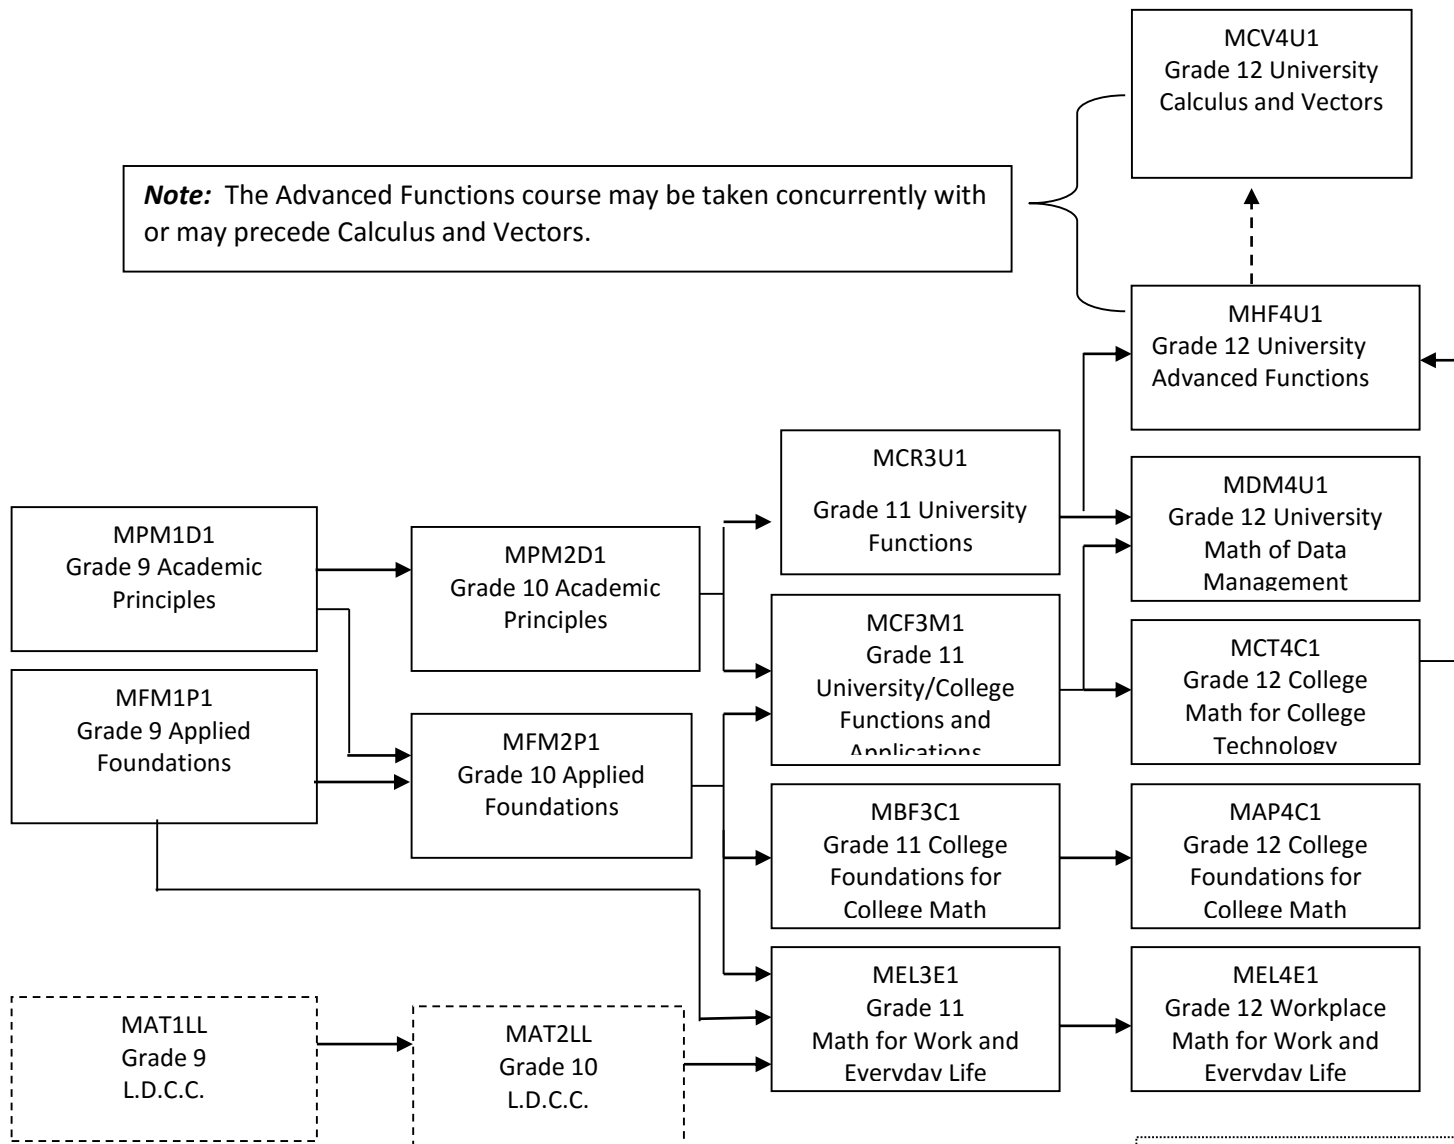 MCV4U1
Grade 12 University
Calculus and Vectors
Note: The Advanced Functions course may be taken concurrently with
or may precede Calculus and Vectors.
MHF4U1
Grade 12 University
Advanced Functions
MCR3U1
Grade 11 University
Functions
MDM4U1
Grade 12 University
Math of Data
Management
MPM1D1
Grade 9 Academic
Principles
MPM2D1
Grade 10 Academic
Principles
MCF3M1
Grade 11
University/College
Functions and
Applications
MCT4C1
Grade 12 College
Math for College
Technology
MFM1P1
Grade 9 Applied
Foundations
MFM2P1
Grade 10 Applied
Foundations
MBF3C1
Grade 11 College
Foundations for
College Math
MAP4C1
Grade 12 College
Foundations for
College Math
MAT1LL
Grade 9
L.D.C.C.
MAT2LL
Grade 10
L.D.C.C.
MEL3E1
Grade 11
Math for Work and
Everyday Life
MEL4E1
Grade 12 Workplace
Math for Work and
Everyday Life